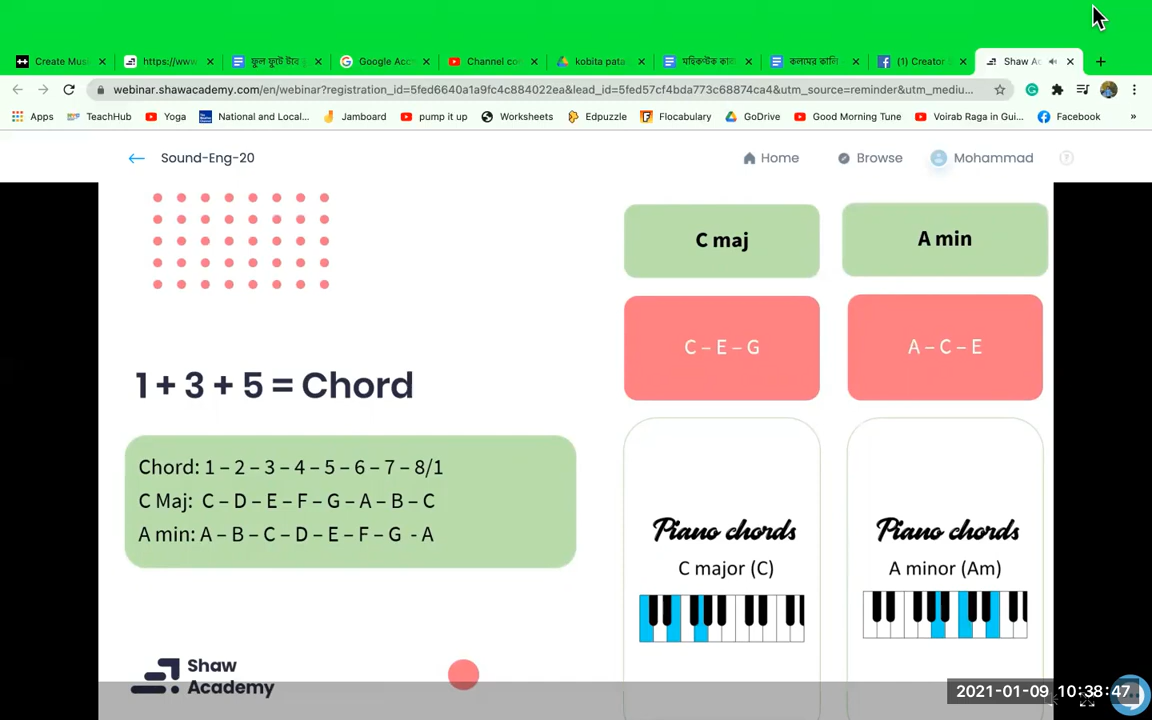 Create Mus
https://www
ফুল ফুটে টবে
Google Acc
Channel co
kobita pata
(1) Creator
Shaw Ac
webinar.shawacademy.com/en/webinar?registration_id=5fed6640a1a9fc4c884022ea&lead_id=5fed57cf4bda773c68874ca4&utm_source=reminder&utm_mediu...
Apps
TeachHub
Yoga
National and Local...
Jamboard
pump it up
Worksheets
Edpuzzle
Flocabulary
GoDrive
Good Morning Tune
Voirab Raga in Gui...
Facebook
»
Sound-Eng-20
Home
Browse
Mohammad
?
C maj
A min
C – E – G
A – C – E
1 + 3 + 5 = Chord
Chord: 1 – 2 – 3 – 4 – 5 – 6 – 7 – 8/1
C Maj: C – D – E – F – G – A – B – C
A min: A – B – C – D – E – F – G - A
Piano chords
C major (C)
Piano chords
A minor (Am)
Shaw
Academy
2021-01-09 10:38:47